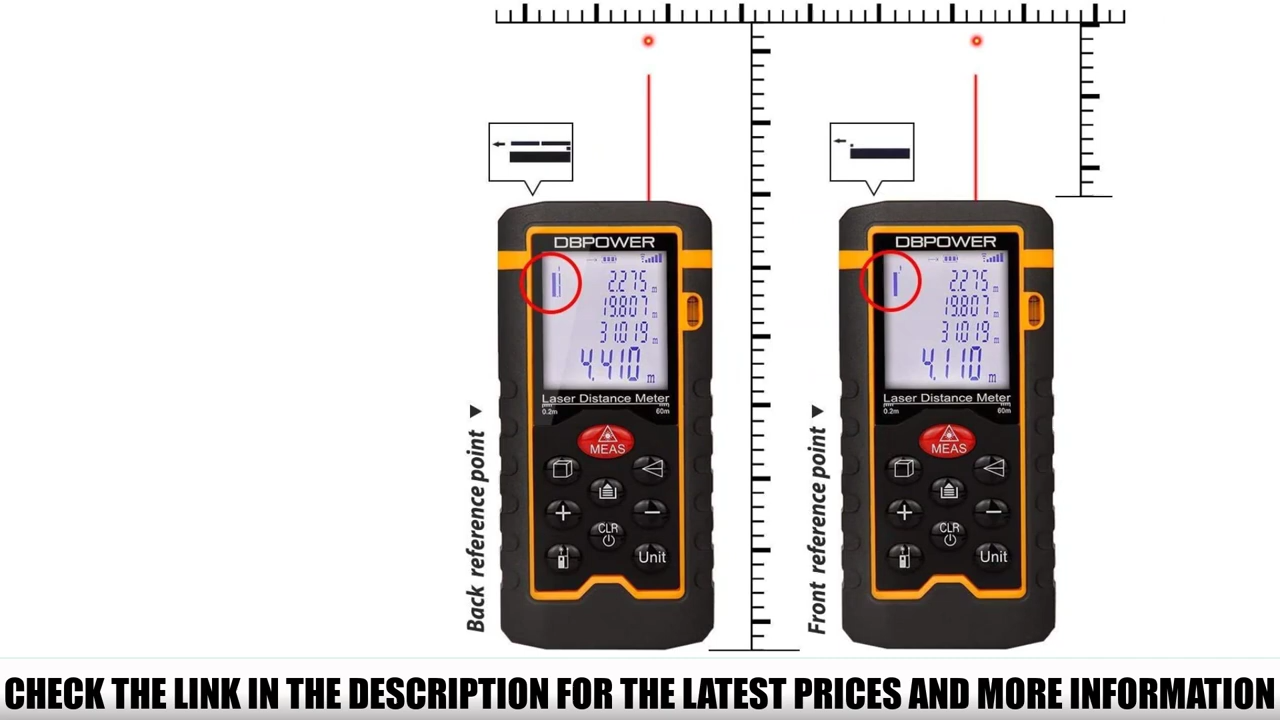 DBPOWER
2.275 m
19.807 m
31.019 m
4.410 m
Laser Distance Meter
0.2m 60m
MEAS
+ −
CLR
Unit
Back reference point
DBPOWER
2.275 m
19.807 m
31.019 m
4.110 m
Laser Distance Meter
0.2m 60m
MEAS
+ −
CLR
Unit
Front reference point
CHECK THE LINK IN THE DESCRIPTION FOR THE LATEST PRICES AND MORE INFORMATION